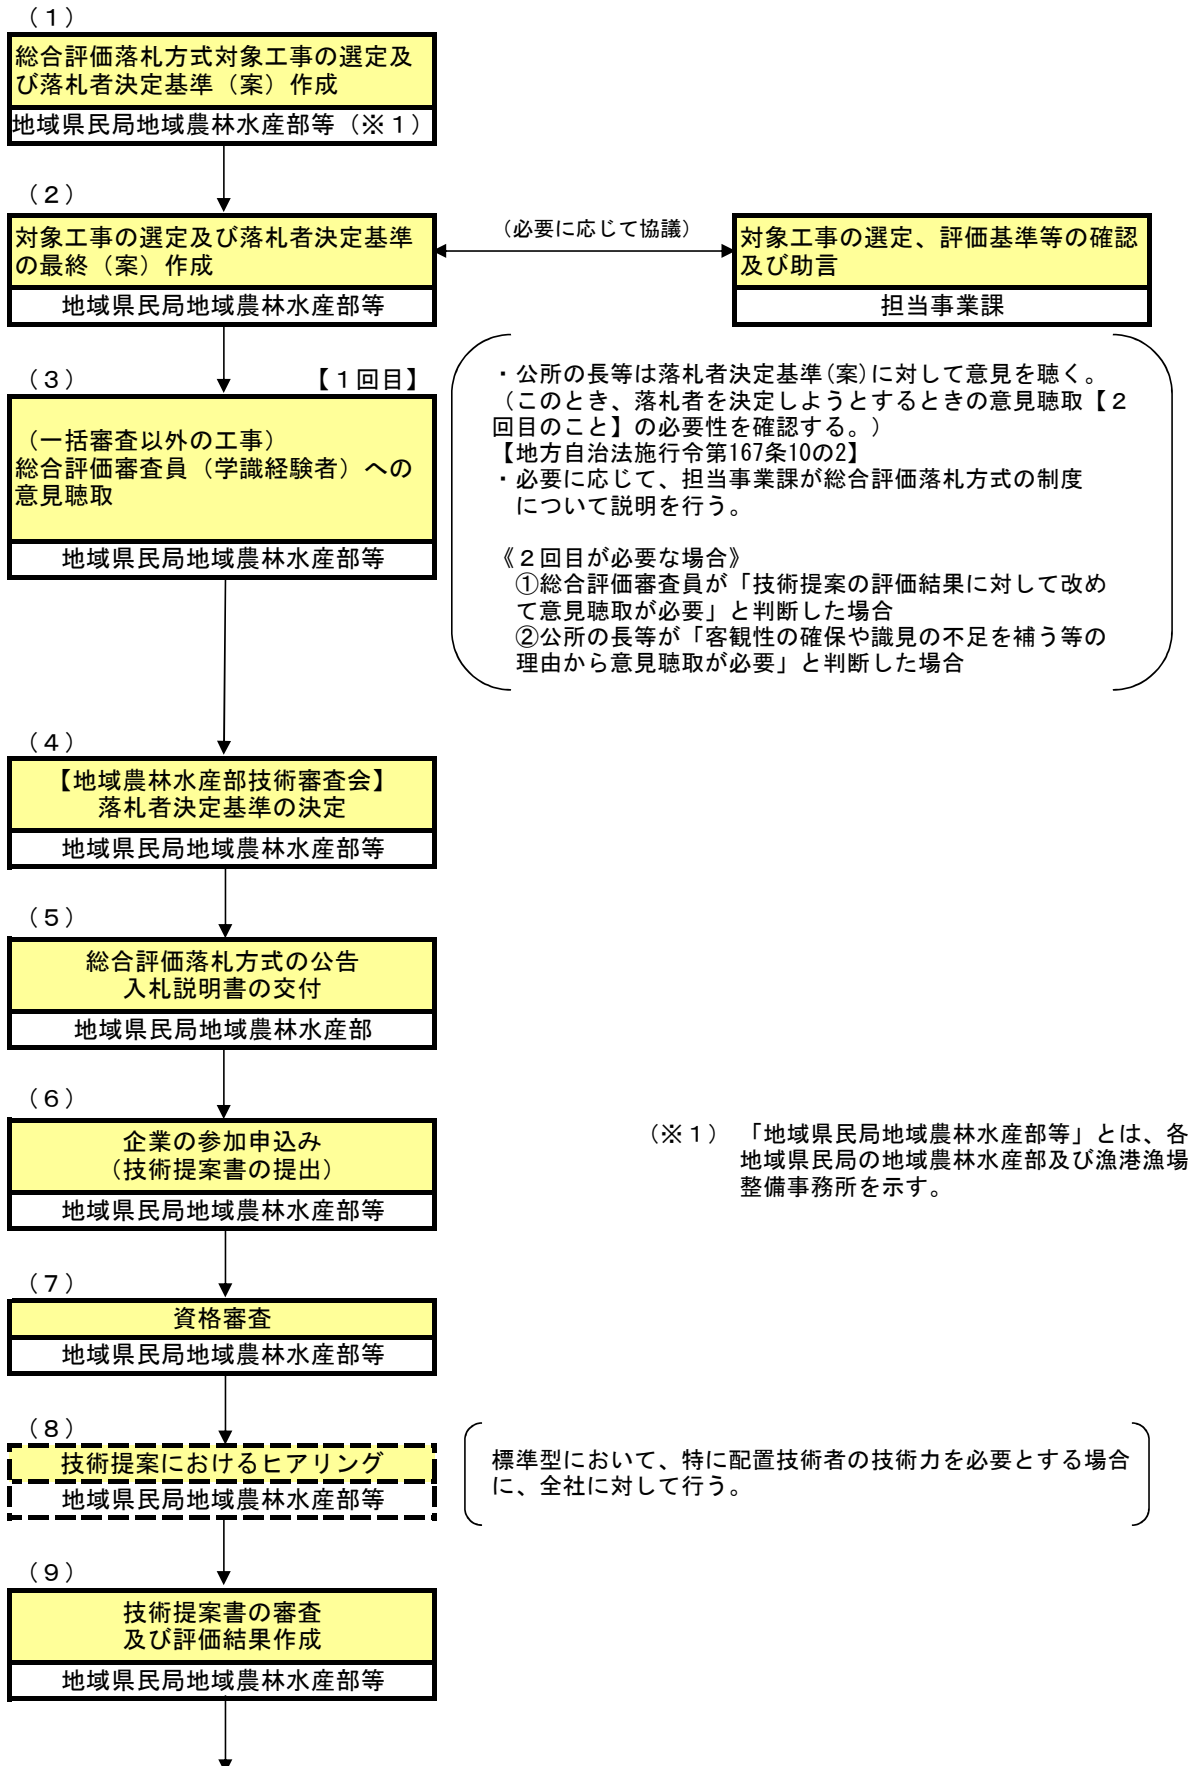 （１）
総合評価落札方式対象工事の選定及
び落札者決定基準（案）作成
地域県民局地域農林水産部等（※１）
（２）
対象工事の選定及び落札者決定基準
の最終（案）作成
地域県民局地域農林水産部等
（必要に応じて協議）
対象工事の選定、評価基準等の確認
及び助言
担当事業課
（３）
【１回目】
（一括審査以外の工事）
総合評価審査員（学識経験者）への
意見聴取
地域県民局地域農林水産部等
・公所の長等は落札者決定基準(案)に対して意見を聴く。
（このとき、落札者を決定しようとするときの意見聴取【２
回目のこと】の必要性を確認する。）
【地方自治法施行令第167条10の2】
・必要に応じて、担当事業課が総合評価落札方式の制度
について説明を行う。
《２回目が必要な場合》
①総合評価審査員が「技術提案の評価結果に対して改め
て意見聴取が必要」と判断した場合
②公所の長等が「客観性の確保や識見の不足を補う等の
理由から意見聴取が必要」と判断した場合
（４）
【地域農林水産部技術審査会】
落札者決定基準の決定
地域県民局地域農林水産部等
（５）
総合評価落札方式の公告
入札説明書の交付
地域県民局地域農林水産部
（６）
企業の参加申込み
（技術提案書の提出）
地域県民局地域農林水産部等
（※１） 「地域県民局地域農林水産部等」とは、各
地域県民局の地域農林水産部及び漁港漁場
整備事務所を示す。
（７）
資格審査
地域県民局地域農林水産部等
（８）
技術提案におけるヒアリング
地域県民局地域農林水産部等
標準型において、特に配置技術者の技術力を必要とする場合
に、全社に対して行う。
（９）
技術提案書の審査
及び評価結果作成
地域県民局地域農林水産部等